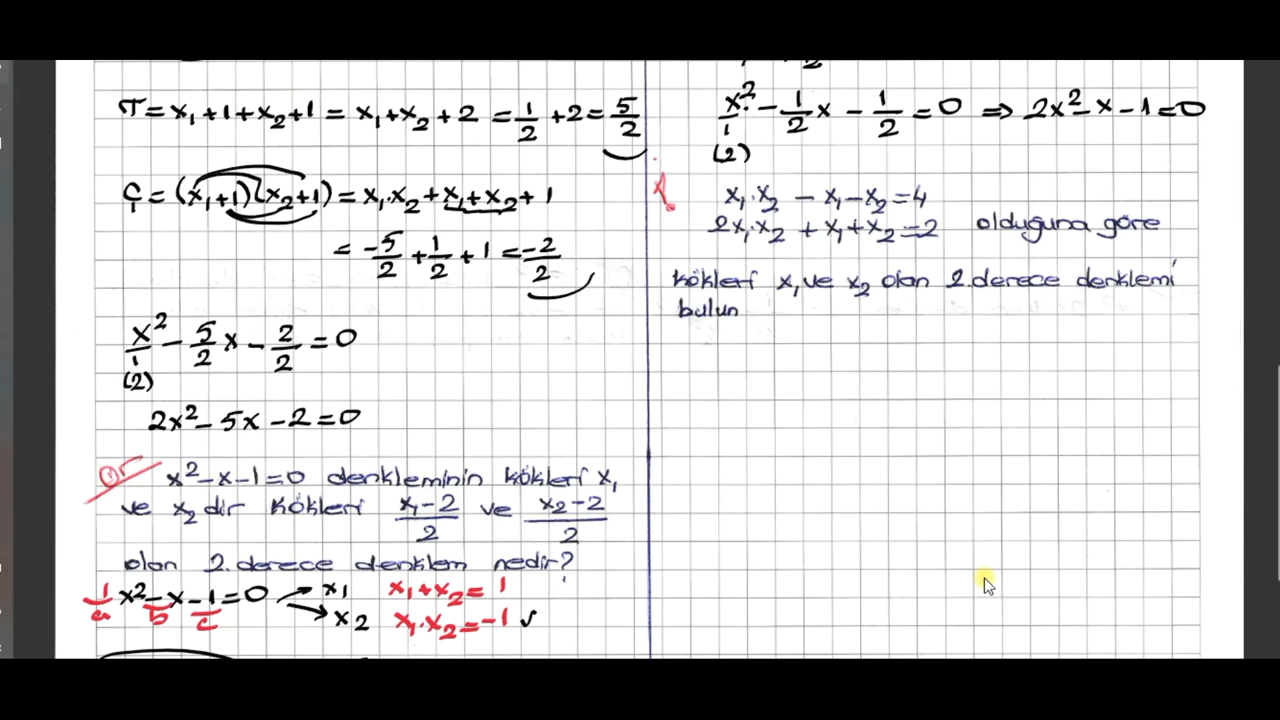 T = x₁+1+x₂+1 = x₁+x₂+2 = 1/2 + 2 = 5/2
Ç = (x₁+1)(x₂+1) = x₁.x₂ + x₁+x₂ + 1
= -5/2 + 1/2 + 1 = -2/2
x²/1 - 5/2 x - 2/2 = 0
(2)
2x² - 5x - 2 = 0
Ör x² - x - 1 = 0 denkleminin kökleri x₁
ve x₂ dir kökleri (x₁-2)/2 ve (x₂-2)/2
olan 2. derece denklem nedir?
1x² - x - 1 = 0 → x₁ x₁+x₂ = 1
a b c → x₂ x₁.x₂ = -1 ✓
x²/1 - 1/2 x - 1/2 = 0 ⇒ 2x² - x - 1 = 0
(2)
x₁.x₂ - x₁ - x₂ = 4
2x₁.x₂ + x₁+x₂ = 2 olduğuna göre
kökleri x₁ ve x₂ olan 2.derece denklemi
bulun